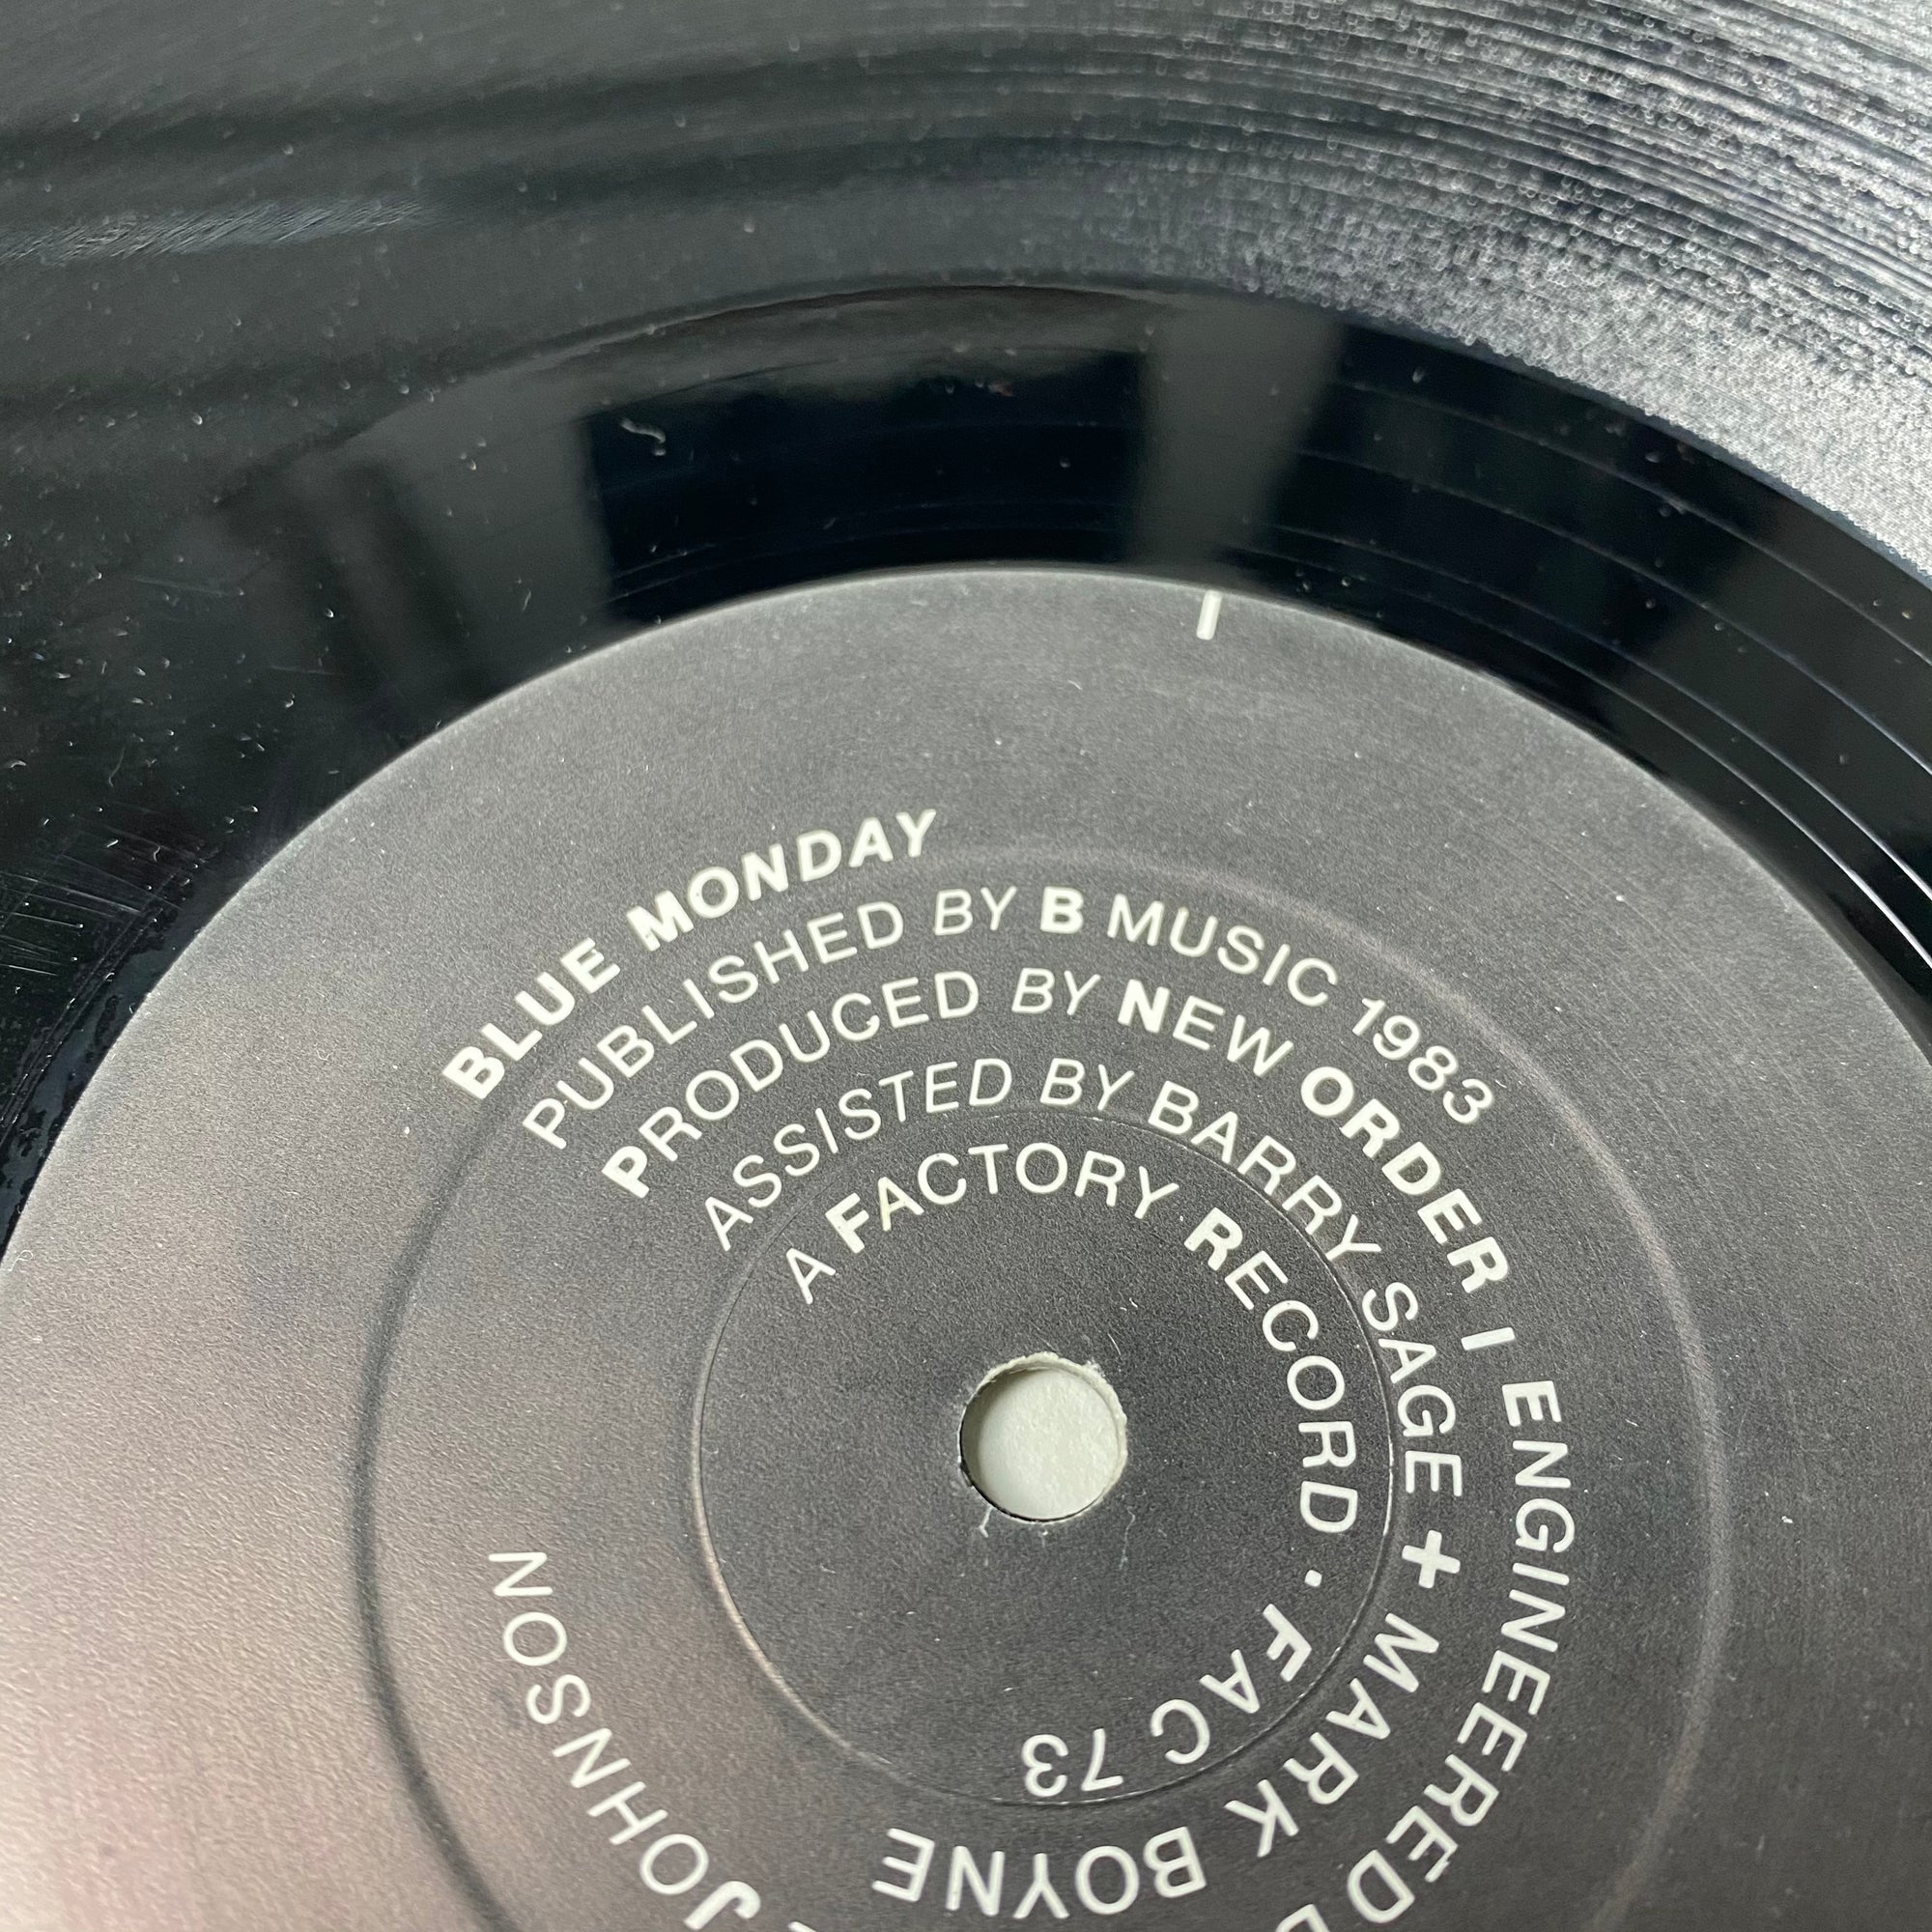 BLUE MONDAY
PUBLISHED BY B MUSIC 1983
PRODUCED BY NEW ORDER I ENGINEERED JOHNSON
ASSISTED BY BARRY SAGE + MARK BOYNE
A FACTORY RECORD · FAC 73